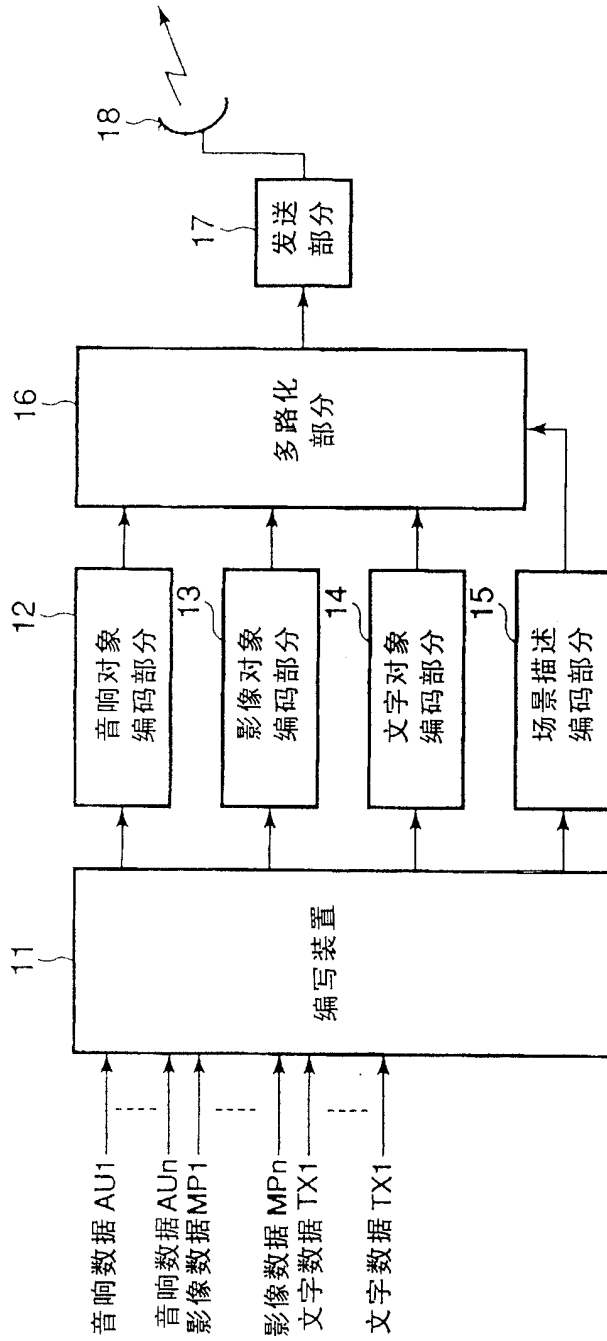 音响数据 AU1
音响数据 AUn
影像数据 MP1
影像数据 MPn
文字数据 TX1
文字数据 TX1
11
编写装置
12
音响对象
编码部分
13
影像对象
编码部分
14
文字对象
编码部分
15
场景描述
编码部分
16
多路化
部分
17
发送
部分
18